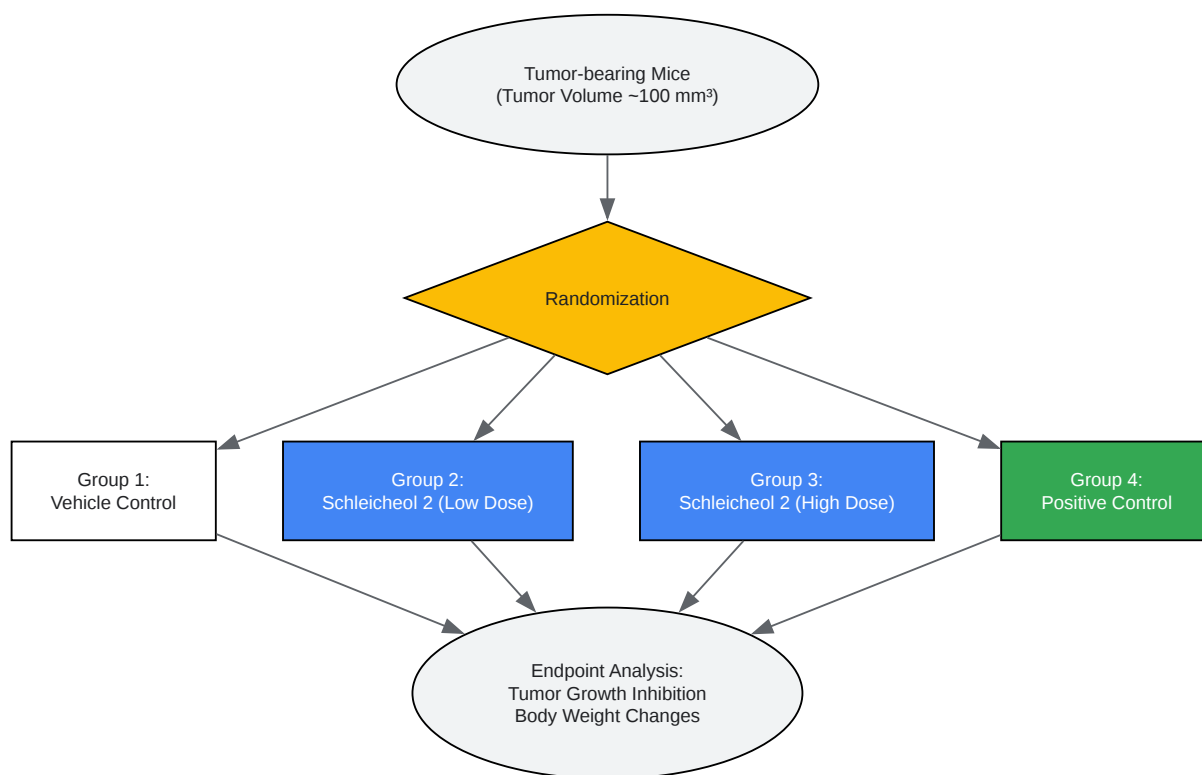 Tumor-bearing Mice
(Tumor Volume ~100 mm³)
Randomization
Group 1:
Vehicle Control
Group 2:
Schleicheol 2 (Low Dose)
Group 3:
Schleicheol 2 (High Dose)
Group 4:
Positive Control
Endpoint Analysis:
Tumor Growth Inhibition
Body Weight Changes